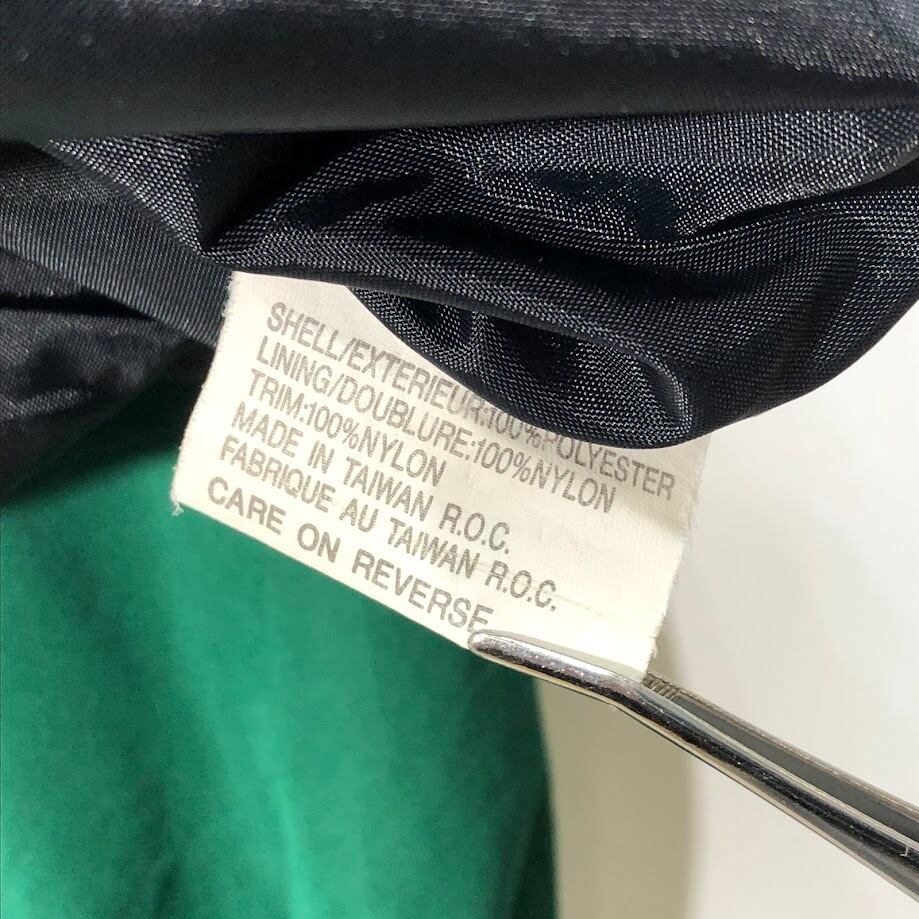 SHELL/EXTERIEUR:100%POLYESTER
LINING/DOUBLURE:100%NYLON
TRIM:100%NYLON
MADE IN TAIWAN R.O.C.
FABRIQUE AU TAIWAN R.O.C.
CARE ON REVERSE